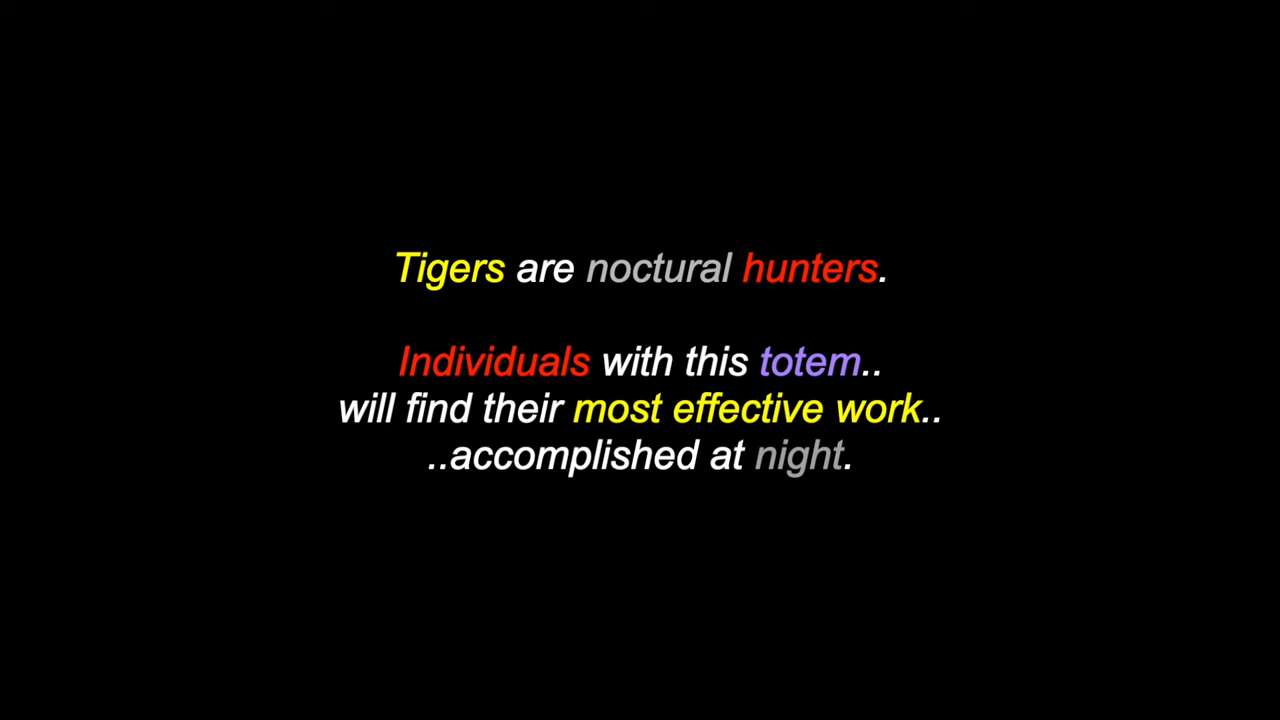 Tigers are noctural hunters.
Individuals with this totem..
will find their most effective work..
..accomplished at night.